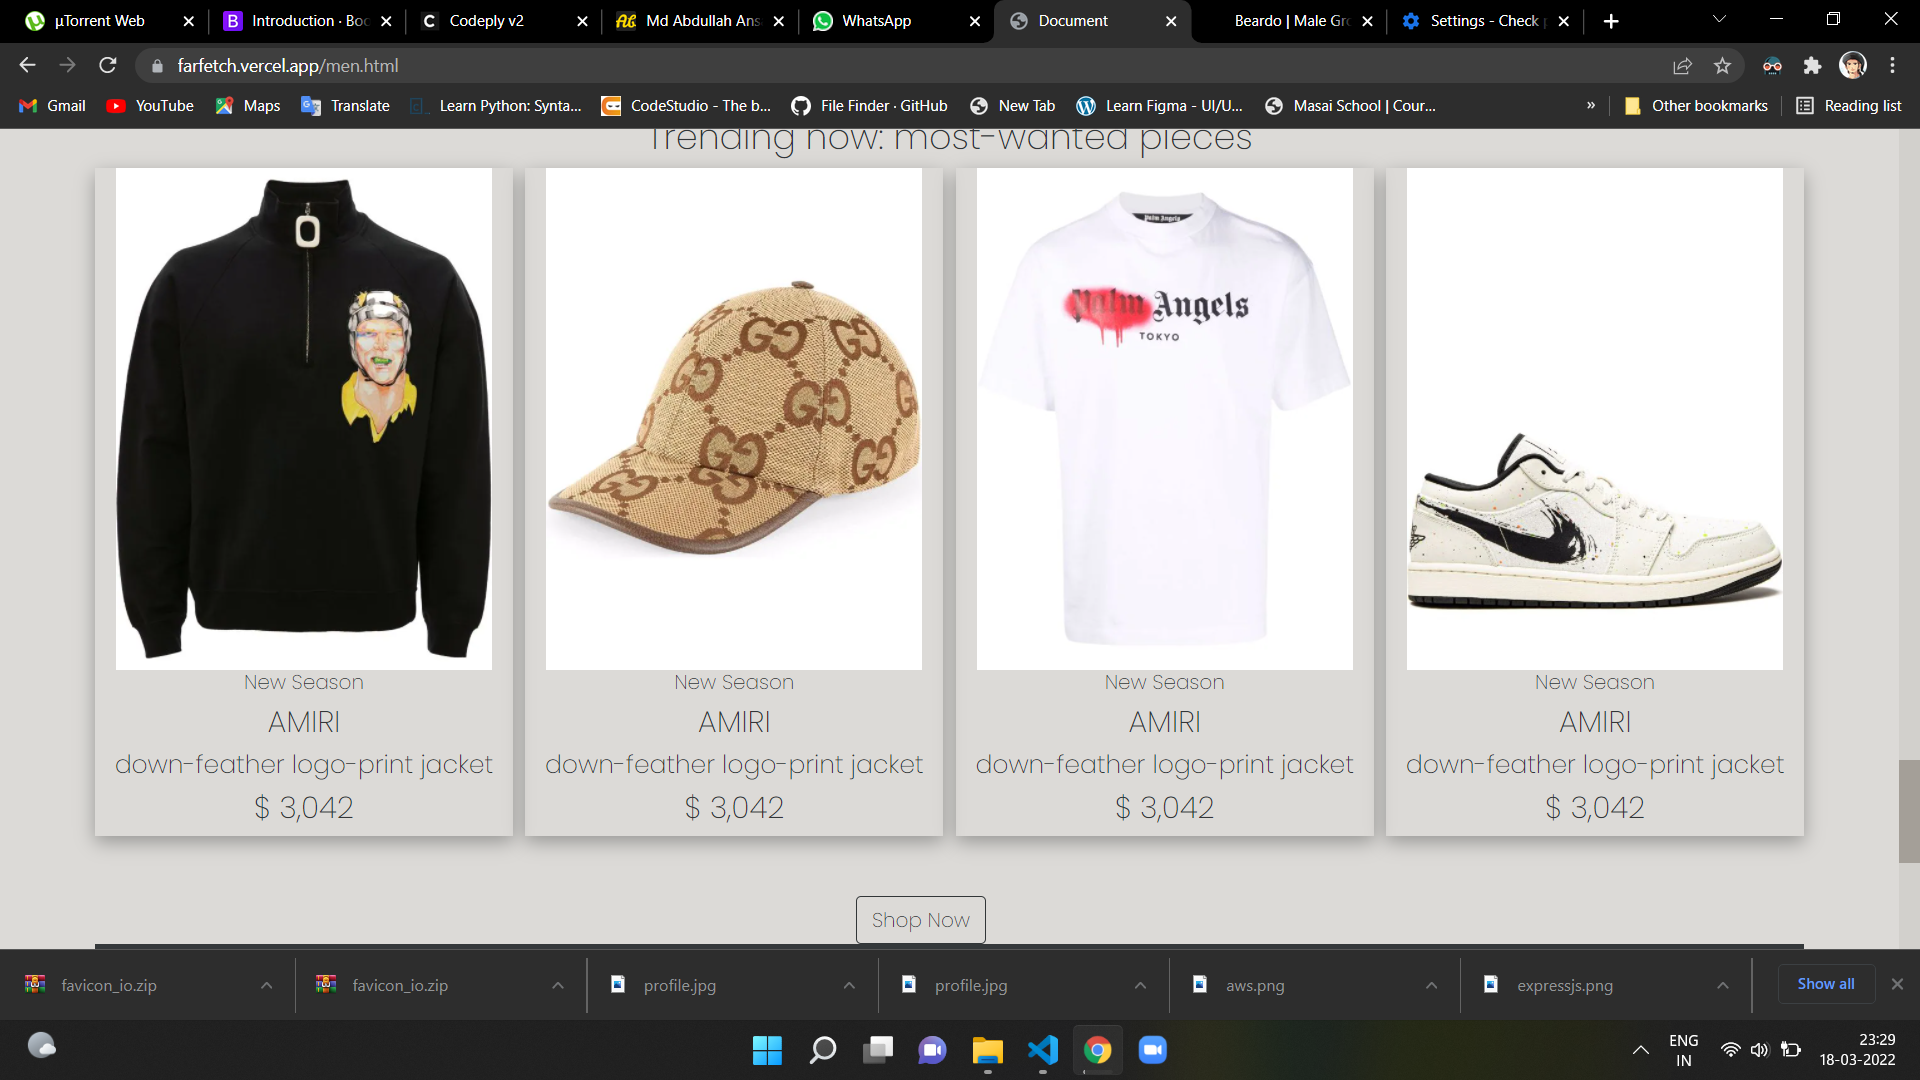 µTorrent Web
Introduction · Boo
Codeply v2
Md Abdullah Ans
WhatsApp
Document
Beardo | Male Gro
Settings - Check p
farfetch.vercel.app/men.html
Gmail
YouTube
Maps
Translate
Learn Python: Synta...
CodeStudio - The b...
File Finder · GitHub
New Tab
Learn Figma - UI/U...
Masai School | Cour...
»
Other bookmarks
Reading list
Trending now: most-wanted pieces
Palm Angels
Palm Angels
TOKYO
New Season
AMIRI
down-feather logo-print jacket
$ 3,042
New Season
AMIRI
down-feather logo-print jacket
$ 3,042
New Season
AMIRI
down-feather logo-print jacket
$ 3,042
New Season
AMIRI
down-feather logo-print jacket
$ 3,042
Shop Now
favicon_io.zip
favicon_io.zip
profile.jpg
profile.jpg
aws.png
expressjs.png
Show all
ENG
IN
23:29
18-03-2022